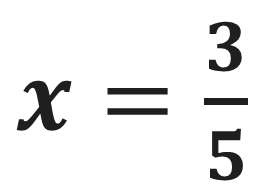 x = 3/5